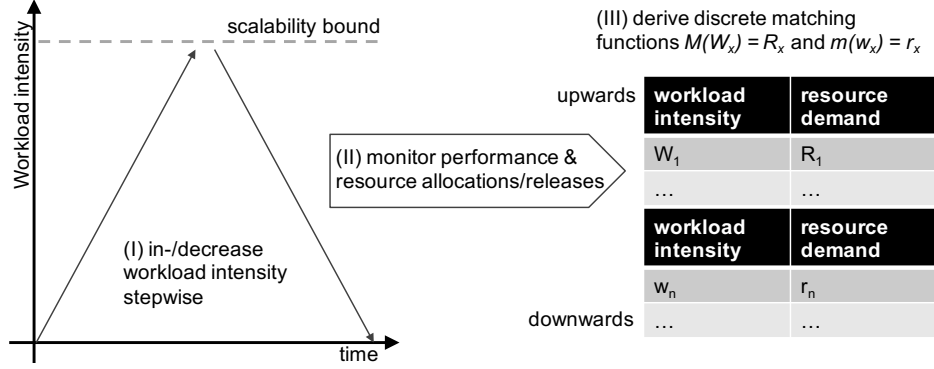 scalability bound
Workload intensity
(I) in-/decrease
workload intensity
stepwise
time
(II) monitor performance &
resource allocations/releases
(III) derive discrete matching
functions M(Wₓ) = Rₓ and m(wₓ) = rₓ
upwards
workload intensity resource demand
W₁ R₁
… …
workload intensity resource demand
wₙ rₙ
downwards
… …